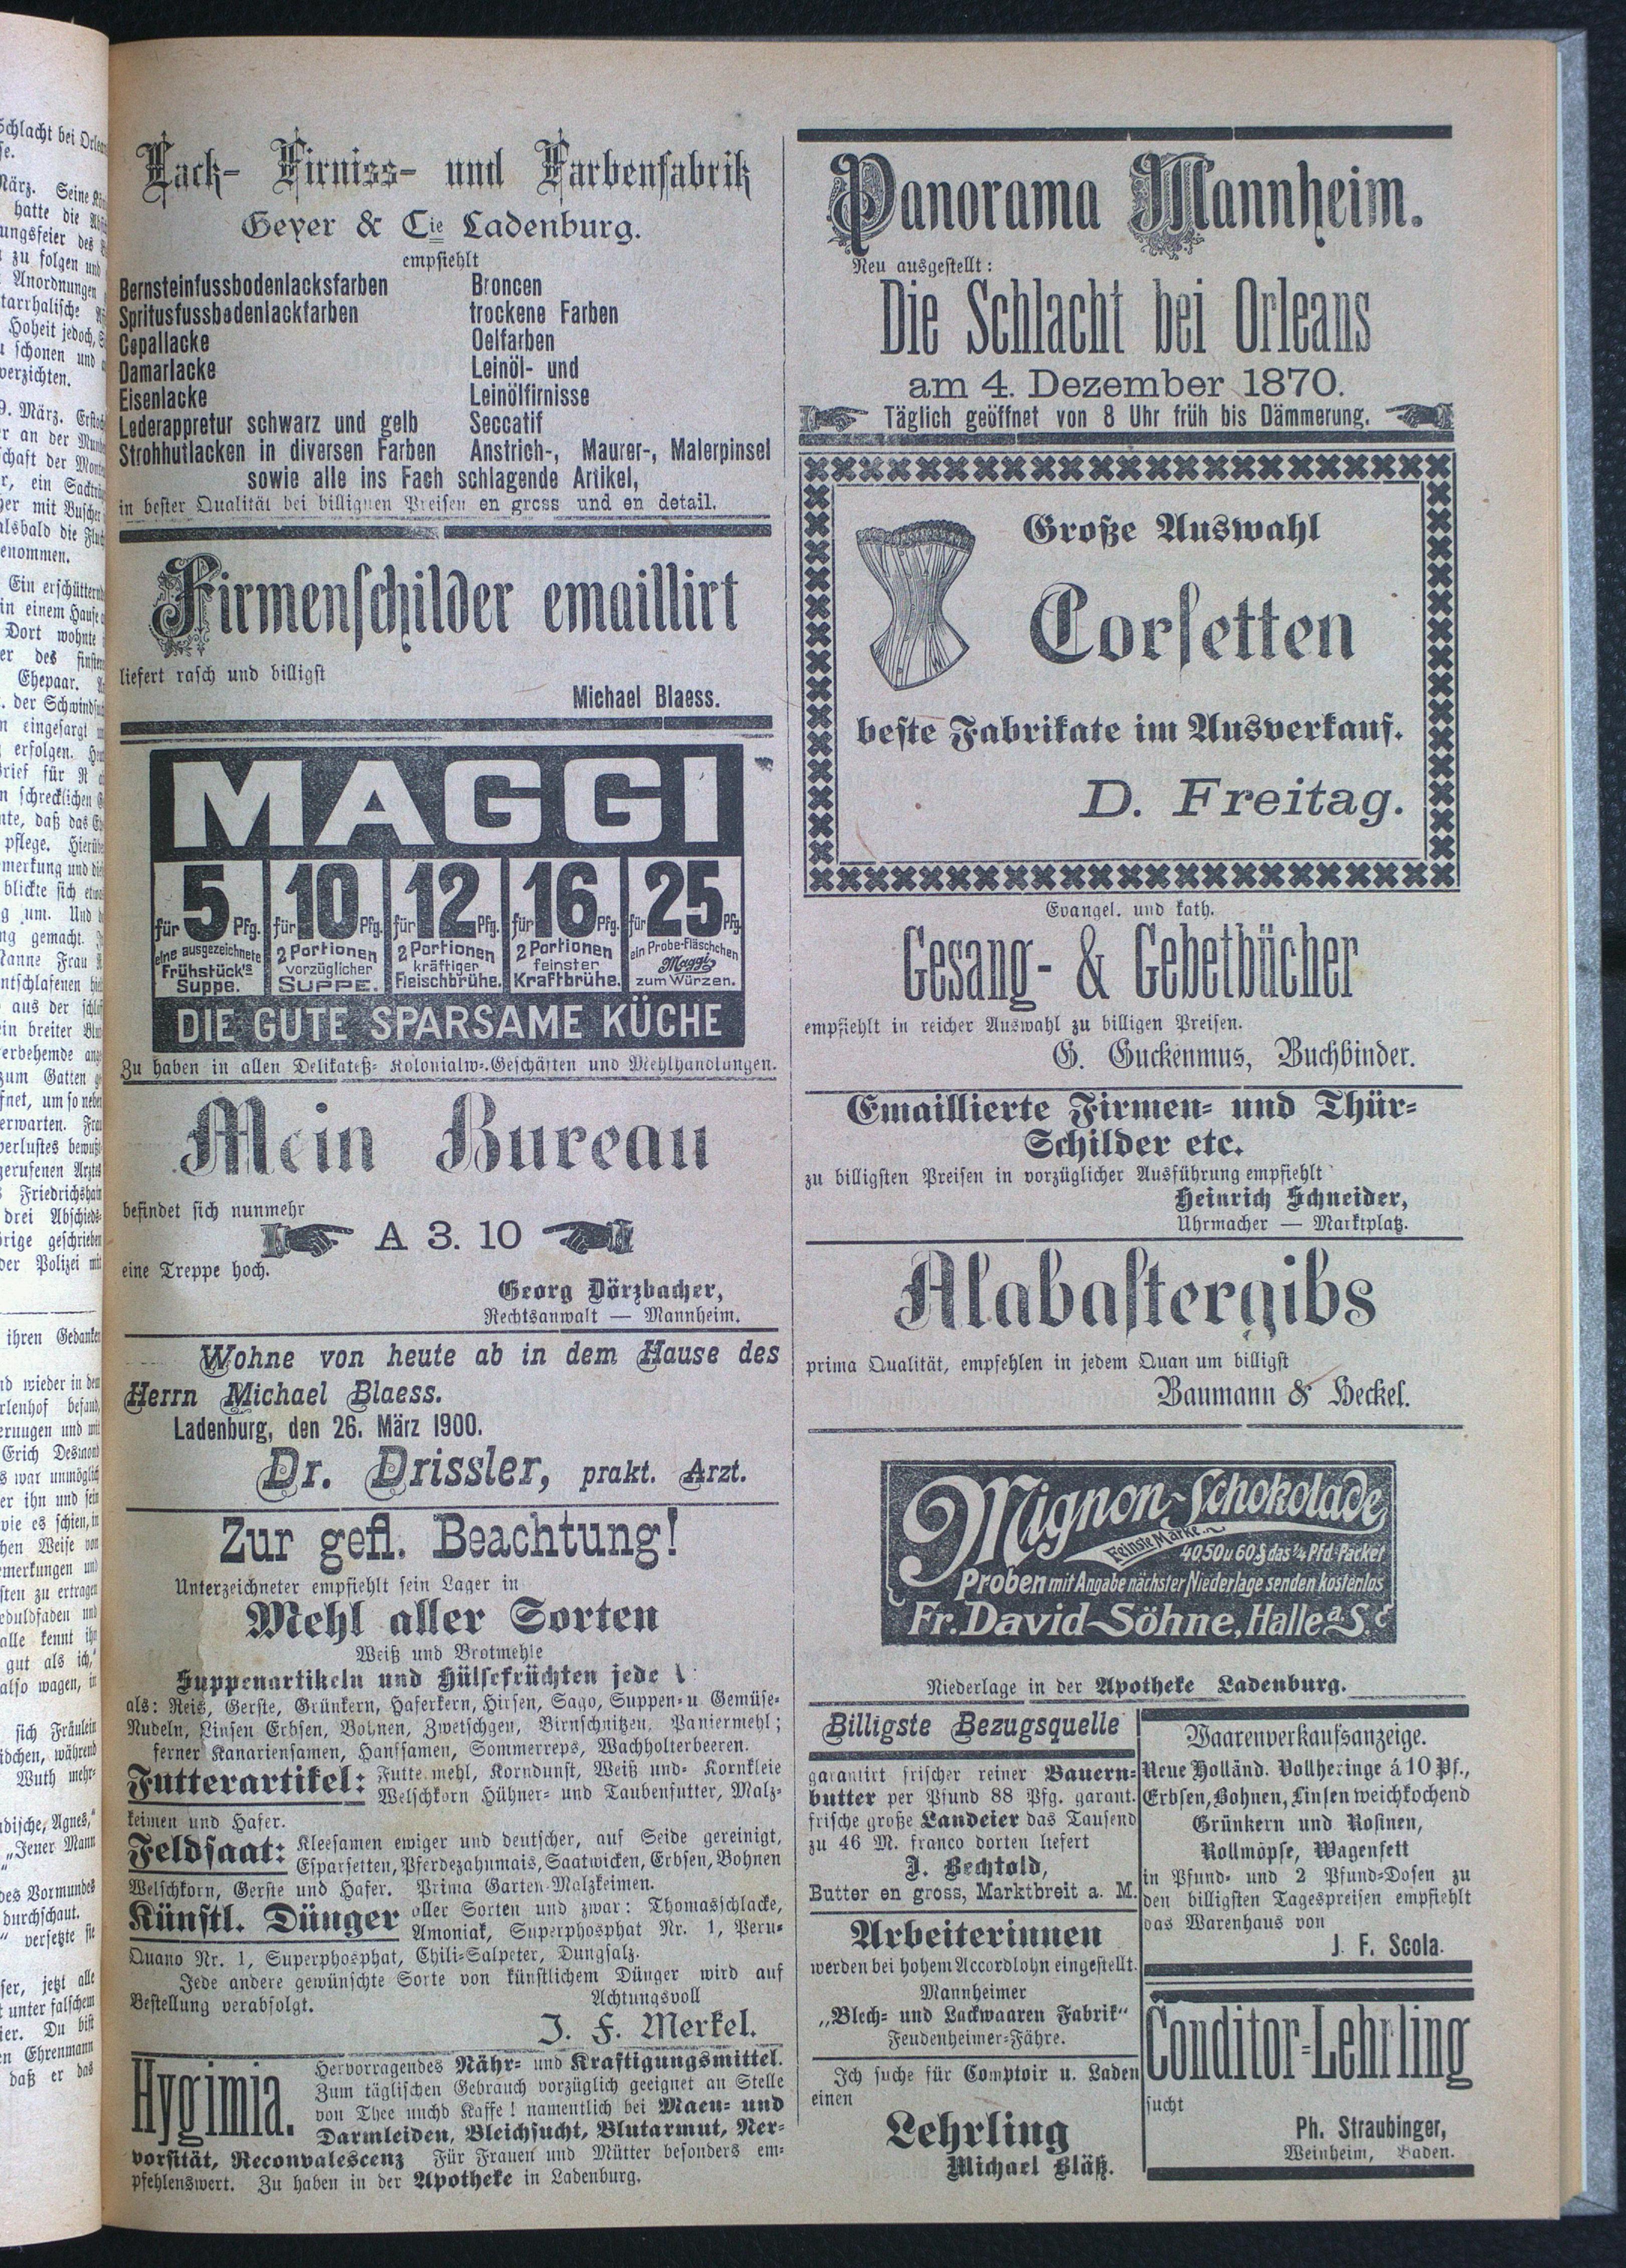 Lack- Firniss- und Farbenfabrik
Geyer & Cie Ladenburg.
empfiehlt
Bernsteinfussbodenlacksfarben
Spritusfussbodenlackfarben
Copallacke
Damarlacke
Eisenlacke
Lederappretur schwarz und gelb
Strohhutlacken in diversen Farben
Broncen
trockene Farben
Oelfarben
Leinöl- und
Leinölfirnisse
Seccatif
Anstrich-, Maurer-, Malerpinsel
sowie alle ins Fach schlagende Artikel,
in bester Qualität bei billigsten Preisen en gross und en detail.
Firmenschilder emaillirt
liefert rasch und billigst
Michael Blaess.
MAGGI
für 5 Pfg. eine ausgezeichnete Frühstück's Suppe.
für 10 Pfg. 2 Portionen vorzüglicher SUPPE.
für 12 Pfg. 2 Portionen kräftiger Fleischbrühe.
für 16 Pfg. 2 Portionen feinster Kraftbrühe.
für 25 Pfg. ein Probe-Fläschchen Maggi zum Würzen.
DIE GUTE SPARSAME KÜCHE
Zu haben in allen Delikateß- Kolonialw.-Geschäften und Mehlhandlungen.
Mein Bureau
befindet sich nunmehr
A 3. 10
eine Treppe hoch.
Georg Dörzbacher,
Rechtsanwalt — Mannheim.
Wohne von heute ab in dem Hause des
Herrn Michael Blaess.
Ladenburg, den 26. März 1900.
Dr. Drissler, prakt. Arzt.
Zur gefl. Beachtung!
Unterzeichneter empfiehlt sein Lager in
Mehl aller Sorten
Weiß und Brotmehle
Suppenartikeln und Hülsefrüchten jede
als: Reis, Gerste, Grünkern, Haferkern, Hirsen, Sago, Suppen- u Gemüse-
Nudeln, Linsen Erbsen, Bohnen, Zwetschgen, Birnschnitzen, Paniermehl;
ferner Kanariensamen, Hanfsamen, Sommerreps, Wachholterbeeren.
Futterartikel: Futtermehl, Korndunst, Weiß und- Kornkleie
Welschkorn Hühner- und Taubenfutter, Malz-
keimen und Hafer.
Feldsaat: Kleesamen ewiger und deutscher, auf Seide gereinigt,
Esparsetten, Pferdezahnmais, Saatwicken, Erbsen, Bohnen
Welschkorn, Gerste und Hafer. Prima Garten-Malzkeimen.
Künstl. Dünger aller Sorten und zwar: Thomasschlacke,
Amoniak, Superphosphat Nr. 1, Peru-
Quano Nr. 1, Superphosphat, Chili-Salpeter, Dungsalz.
Jede andere gewünschte Sorte von künstlichem Dünger wird auf
Bestellung verabfolgt.
Achtungsvoll
J. F. Merkel.
Hygimia.
Hervorragendes Nähr- und Kraftigungsmittel.
Zum täglischen Gebrauch vorzüglich geeignet an Stelle
von Thee unchd Kaffe! namentlich bei Maen- und
Darmleiden, Bleichsucht, Blutarmut, Ner-
vorsität, Reconvalescenz Für Frauen und Mütter besonders em-
pfehlenswert. Zu haben in der Apotheke in Ladenburg.
Panorama Mannheim.
Neu ausgestellt:
Die Schlacht bei Orleans
am 4. Dezember 1870.
Täglich geöffnet von 8 Uhr früh bis Dämmerung.
Große Auswahl
Corsetten
beste Fabrikate im Ausverkauf.
D. Freitag.
Evangel. und kath.
Gesang- & Gebetbücher
empfiehlt in reicher Auswahl zu billigen Preisen.
G. Guckenmus, Buchbinder.
Emaillierte Firmen- und Thür-
Schilder etc.
zu billigsten Preisen in vorzüglicher Ausführung empfiehlt
Heinrich Schneider,
Uhrmacher — Marktplatz.
Alabastergibs
prima Qualität, empfehlen in jedem Quan um billigst
Baumann & Heckel.
Mignon-Schokolade
Feinste Marke.
40,50 u 60 ₰ das ¼ Pfd-Packet
Proben mit Angabe nächster Niederlage senden kostenlos
Fr. David Söhne, Halle a. S.
Niederlage in der Apotheke Ladenburg.
Billigste Bezugsquelle
garantirt frischer reiner Bauern-
butter per Pfund 88 Pfg. garant.
frische große Landeier das Tausend
zu 46 M. franco dorten liefert
J. Bechtold,
Butter en gross, Marktbreit a. M.
Arbeiterinnen
werden bei hohem Accordlohn eingestellt.
Mannheimer
„Blech- und Lackwaaren Fabrik“
Feudenheimer-Fähre.
Ich suche für Comptoir u. Laden
einen
Lehrling
Michael Bläß.
Waarenverkaufsanzeige.
Neue Holländ. Vollheringe á 10 Pf.,
Erbsen, Bohnen, Linsen weichkochend
Grünkern und Rosinen,
Rollmöpse, Wagenfett
in Pfund- und 2 Pfund-Dosen zu
den billigsten Tagespreisen empfiehlt
das Warenhaus von
J. F. Scola.
Conditor-Lehrling
sucht
Ph. Straubinger,
Weinheim, Baden.